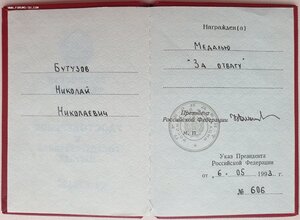 Бутузов
Николай
Николаевич
Награжден(а)
Медалью
"За отвагу"
Президент
Российской Федерации
М. П.
Указ Президента
Российской Федерации
от „6" 05 1993 г.
№ 606